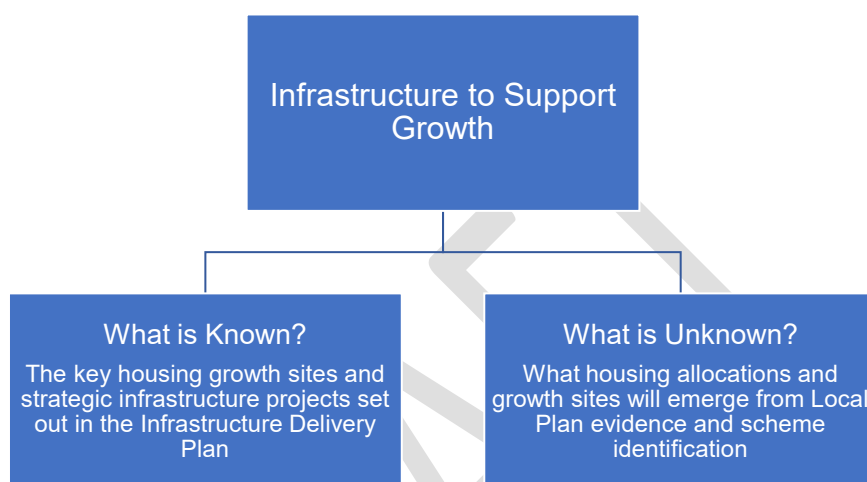 Infrastructure to Support
Growth
What is Known?
The key housing growth sites and
strategic infrastructure projects set
out in the Infrastructure Delivery
Plan
What is Unknown?
What housing allocations and
growth sites will emerge from Local
Plan evidence and scheme
identification